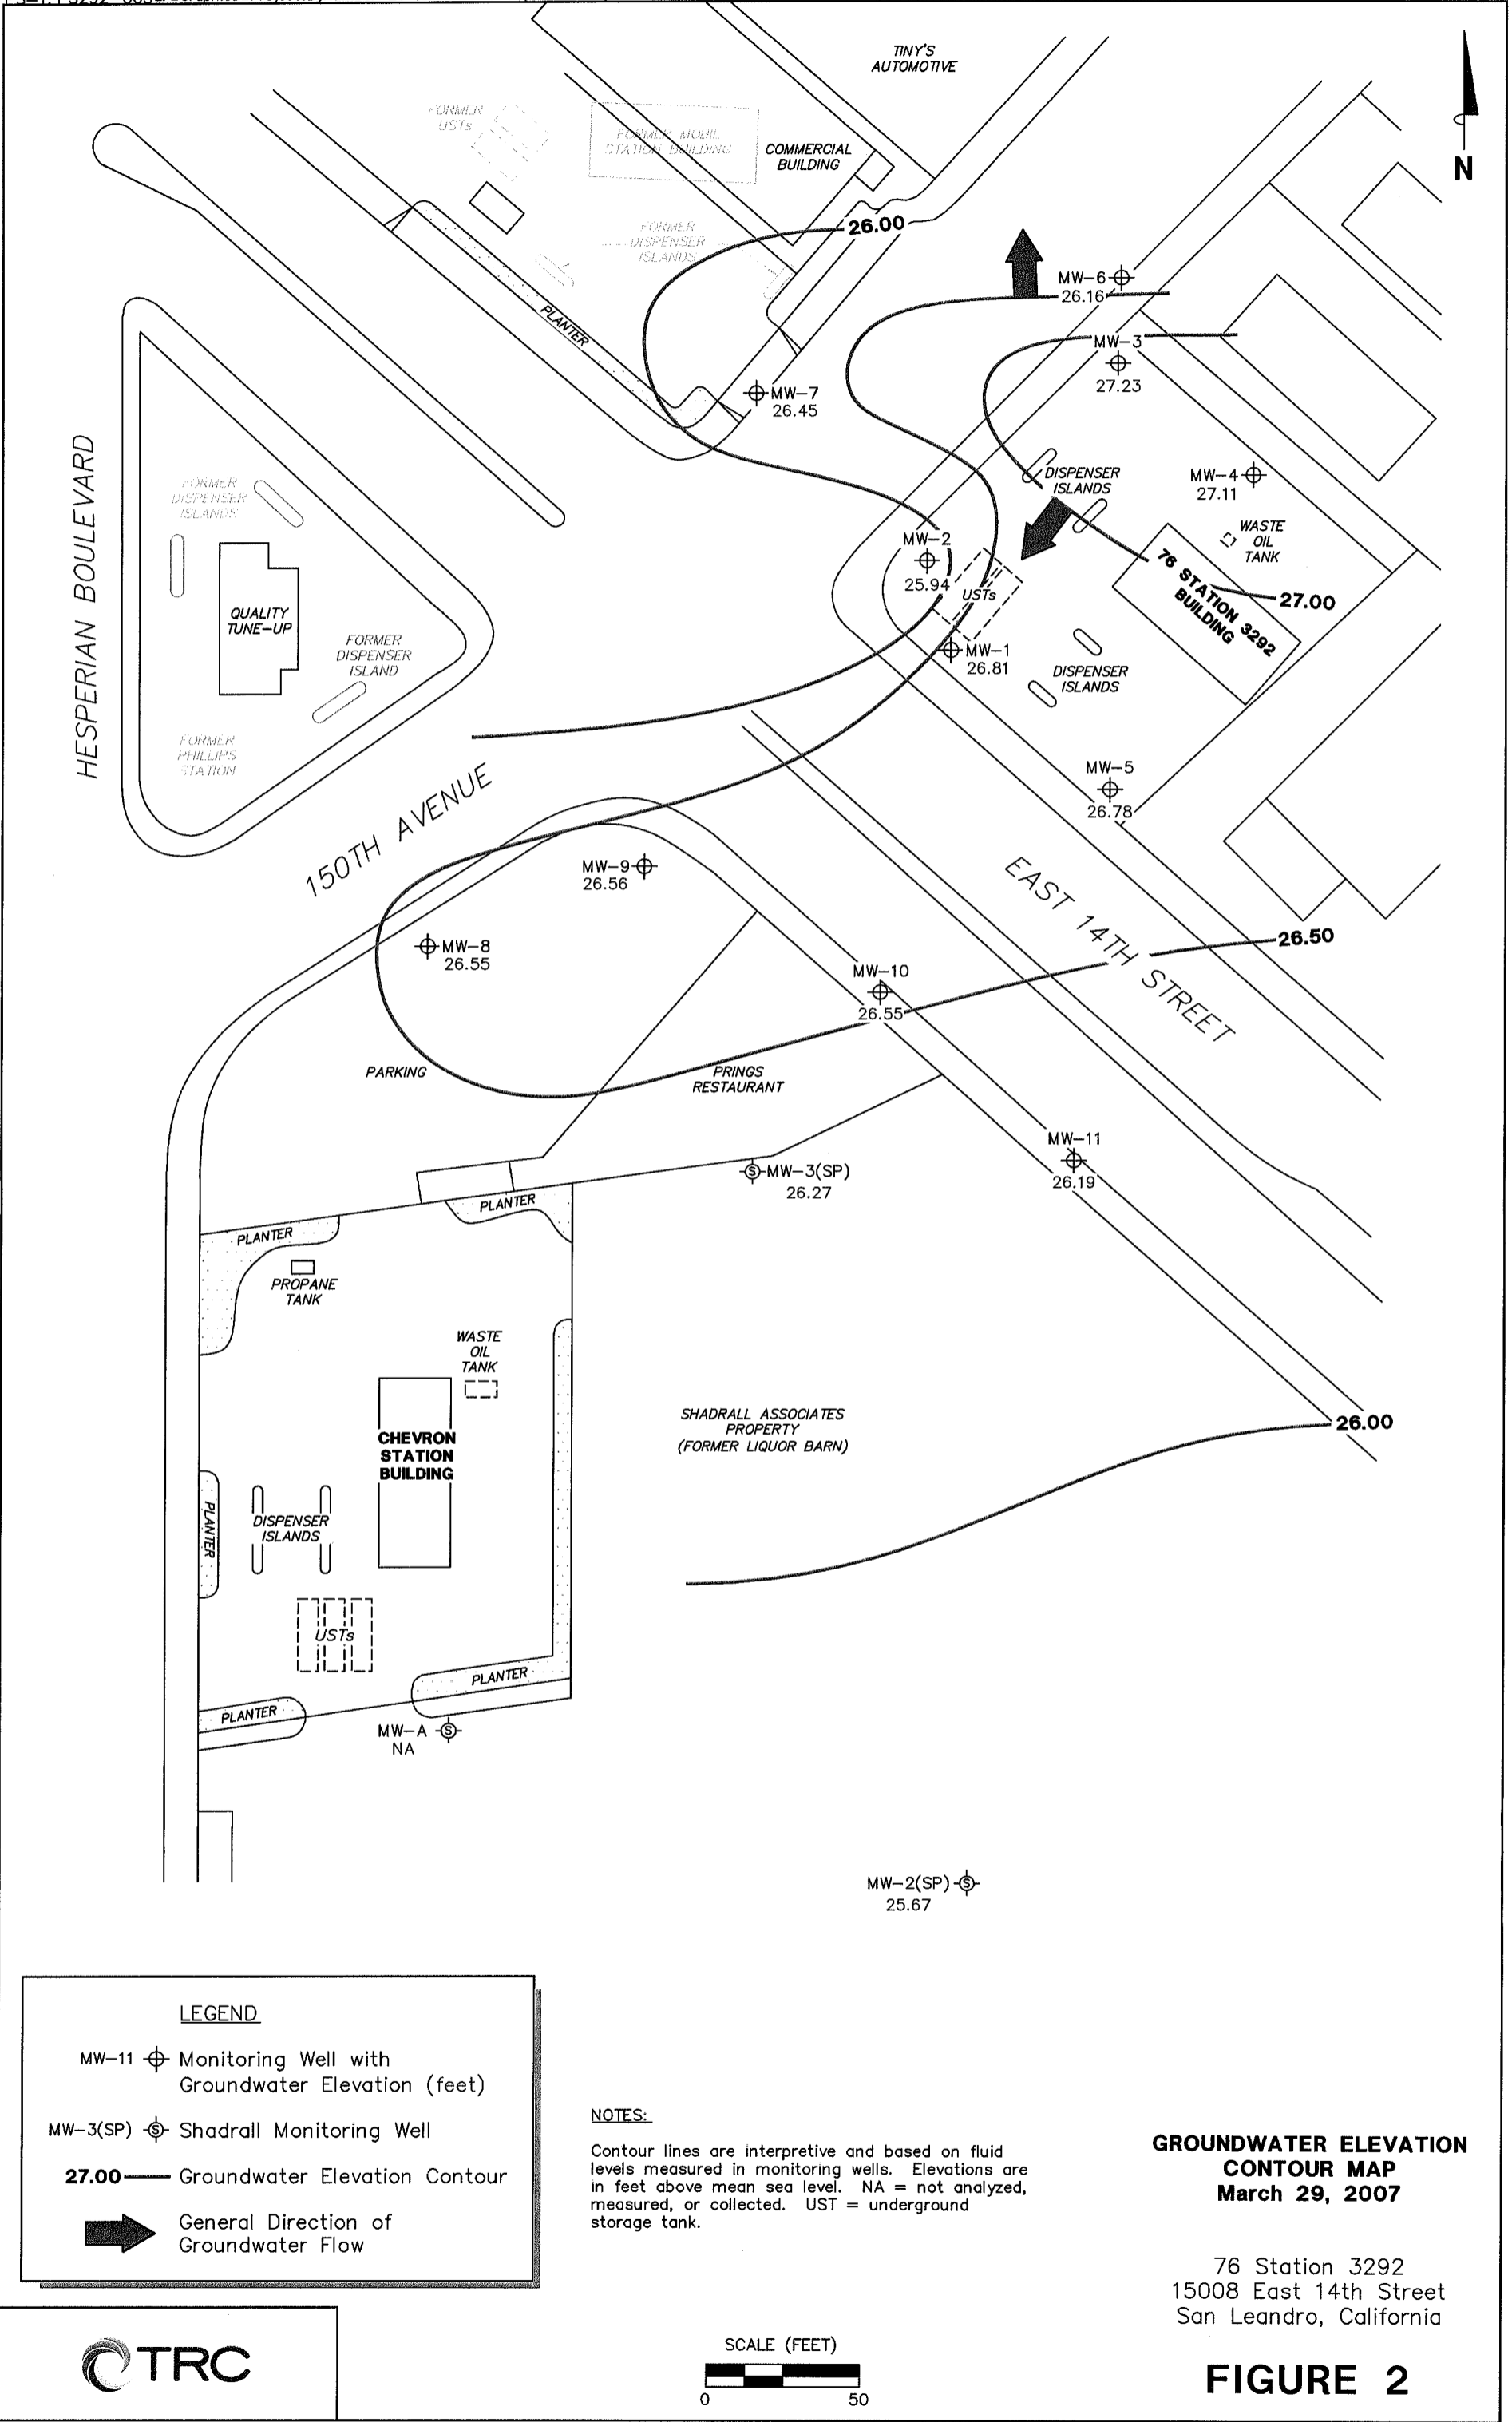 TINY'S
AUTOMOTIVE
FORMER
USTs
FORMER MOBIL
STATION BUILDING
COMMERCIAL
BUILDING
N
26.00
FORMER
DISPENSER
ISLANDS
MW-6
26.16
PLANTER
MW-3
27.23
MW-7
26.45
HESPERIAN BOULEVARD
FORMER
DISPENSER
ISLANDS
DISPENSER
ISLANDS
MW-4
27.11
WASTE
OIL
TANK
MW-2
25.94
USTs
76 STATION 3292
BUILDING
27.00
QUALITY
TUNE-UP
FORMER
DISPENSER
ISLAND
MW-1
26.81
DISPENSER
ISLANDS
FORMER
PHILLIPS
STATION
MW-5
26.78
150TH AVENUE
MW-9
26.56
EAST 14TH STREET
26.50
MW-8
26.55
MW-10
26.55
PARKING
PRINGS
RESTAURANT
MW-11
26.19
MW-3(SP)
26.27
PLANTER
PLANTER
PROPANE
TANK
WASTE
OIL
TANK
SHADRALL ASSOCIATES
PROPERTY
(FORMER LIQUOR BARN)
26.00
CHEVRON
STATION
BUILDING
PLANTER
DISPENSER
ISLANDS
USTs
PLANTER
PLANTER
MW-A
NA
MW-2(SP)
25.67
LEGEND
MW-11 Monitoring Well with
Groundwater Elevation (feet)
MW-3(SP) Shadrall Monitoring Well
27.00 Groundwater Elevation Contour
General Direction of
Groundwater Flow
NOTES:
Contour lines are interpretive and based on fluid
levels measured in monitoring wells. Elevations are
in feet above mean sea level. NA = not analyzed,
measured, or collected. UST = underground
storage tank.
GROUNDWATER ELEVATION
CONTOUR MAP
March 29, 2007
76 Station 3292
15008 East 14th Street
San Leandro, California
TRC
SCALE (FEET)
0 50
FIGURE 2